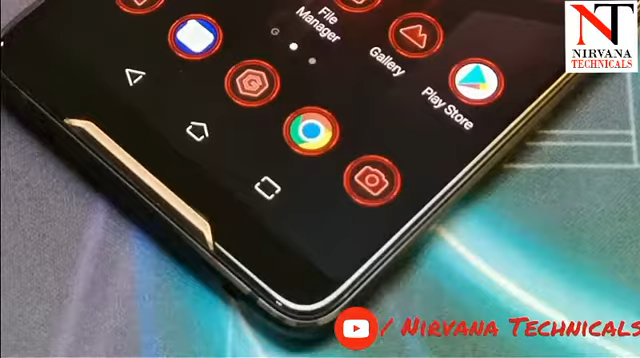 File
Manager
Gallery
Play Store
NT
NIRVANA
TECHNICALS
/ NIRVANA TECHNICALS